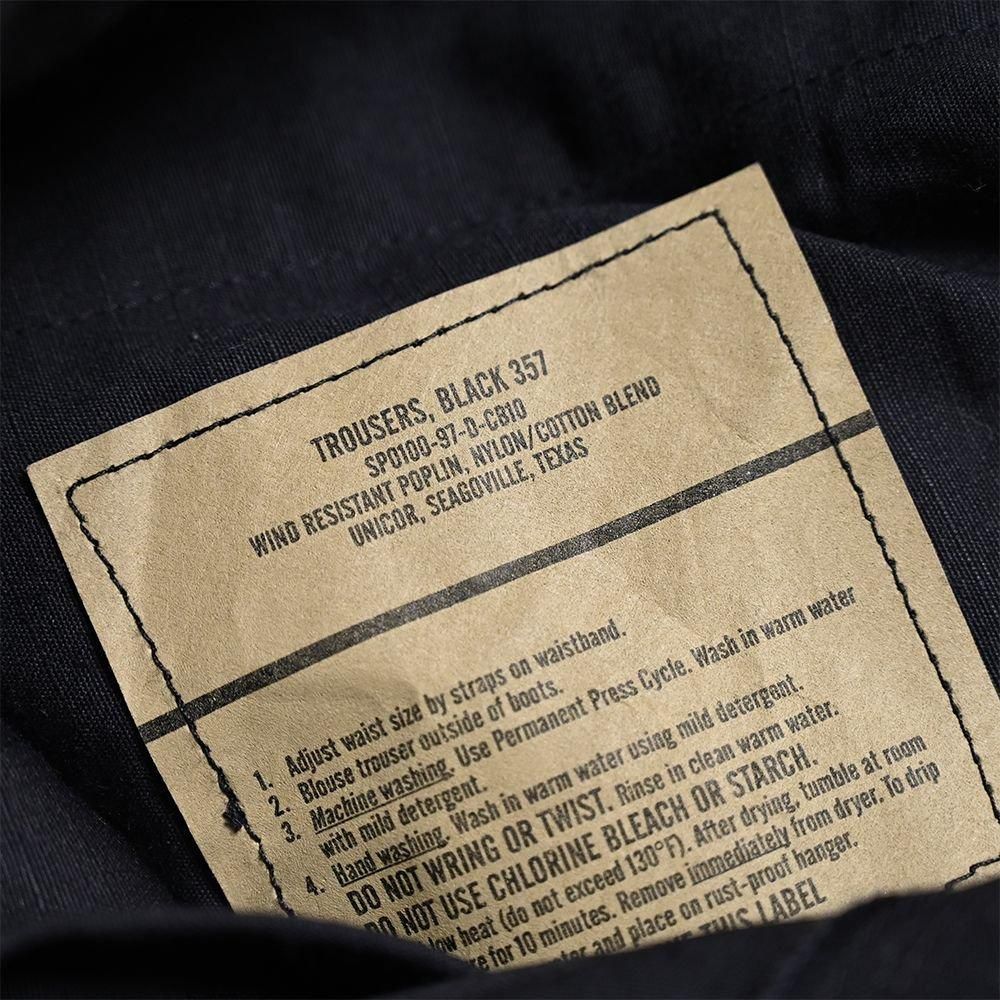 TROUSERS, BLACK 357
SP0100-97-D-CB10
WIND RESISTANT POPLIN, NYLON/COTTON BLEND
UNICOR, SEAGOVILLE, TEXAS
1. Adjust waist size by straps on waistband.
2. Blouse trouser outside of boots.
3. Machine washing. Use Permanent Press Cycle. Wash in warm water
with mild detergent.
4. Hand washing. Wash in warm water using mild detergent.
DO NOT WRING OR TWIST. Rinse in clean warm water.
DO NOT USE CHLORINE BLEACH OR STARCH.
low heat (do not exceed 130°F). After drying, tumble at room
for 10 minutes. Remove immediately from dryer. To drip
and place on rust-proof hanger.
THIS LABEL